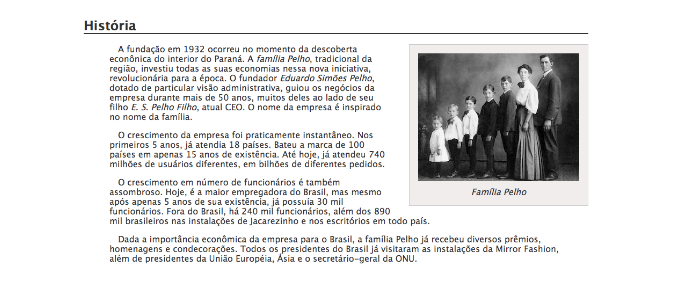 História
A fundação em 1932 ocorreu no momento da descoberta
econônica do interior do Paraná. A família Pelho, tradicional da
região, investiu todas as suas economias nessa nova iniciativa,
revolucionária para a época. O fundador Eduardo Simões Pelho,
dotado de particular visão administrativa, guiou os negócios da
empresa durante mais de 50 anos, muitos deles ao lado de seu
filho E. S. Pelho Filho, atual CEO. O nome da empresa é inspirado
no nome da família.
O crescimento da empresa foi praticamente instantâneo. Nos
primeiros 5 anos, já atendia 18 países. Bateu a marca de 100
países em apenas 15 anos de existência. Até hoje, já atendeu 740
milhões de usuários diferentes, em bilhões de diferentes pedidos.
O crescimento em número de funcionários é também
assombroso. Hoje, é a maior empregadora do Brasil, mas mesmo
após apenas 5 anos de sua existência, já possuía 30 mil
funcionários. Fora do Brasil, há 240 mil funcionários, além dos 890
mil brasileiros nas instalações de Jacarezinho e nos escritórios em todo país.
Dada a importância econômica da empresa para o Brasil, a família Pelho já recebeu diversos prêmios,
homenagens e condecorações. Todos os presidentes do Brasil já visitaram as instalações da Mirror Fashion,
além de presidentes da União Européia, Ásia e o secretário-geral da ONU.
Família Pelho